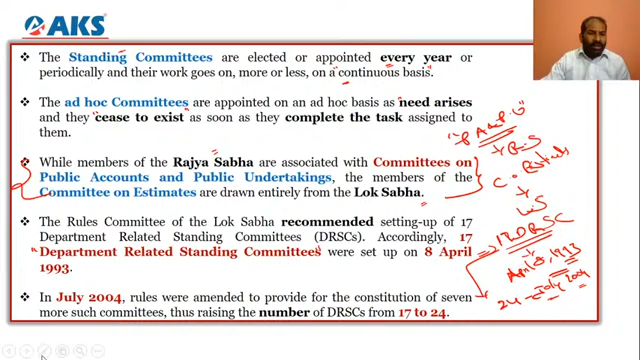 AKS
The Standing Committees are elected or appointed every year or
periodically and their work goes on, more or less, on a "continuous basis".
The ad hoc Committees are appointed on an ad hoc basis as "need arises"
and they "cease to exist" as soon as they complete the task assigned to
them.
While members of the Rajya Sabha are associated with Committees on
Public Accounts and Public Undertakings, the members of the
Committee on Estimates are drawn entirely from the Lok Sabha.
The Rules Committee of the Lok Sabha recommended setting-up of 17
Department Related Standing Committees (DRSCs). Accordingly, 17
"Department Related Standing Committees" were set up on 8 April
1993.
In July 2004, rules were amended to provide for the constitution of seven
more such committees, thus raising the number of DRSCs from 17 to 24.
C. Estimates
17 DRSC
April 8, 1993
24 - July 2004